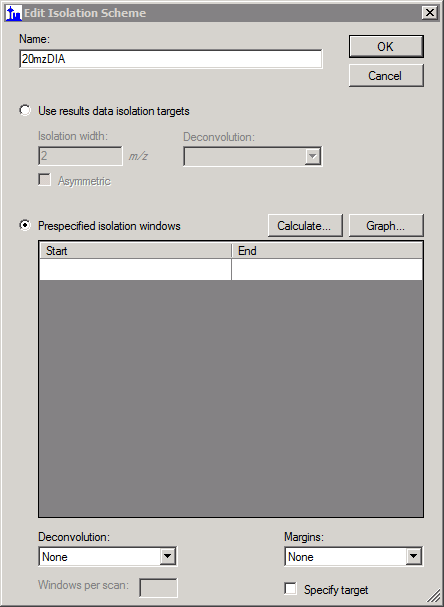 Edit Isolation Scheme
Name:
20mzDIA
OK
Cancel
Use results data isolation targets
Isolation width:
Deconvolution:
2
m/z
Asymmetric
Prespecified isolation windows
Calculate...
Graph...
Start
End
Deconvolution:
Margins:
None
None
Windows per scan:
Specify target